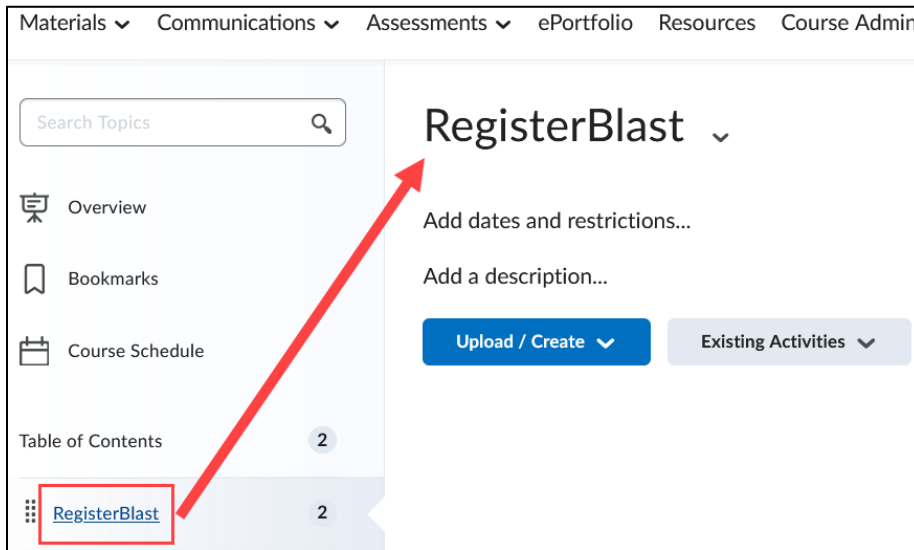 Materials Communications Assessments ePortfolio Resources Course Admin
Search Topics
Overview
Bookmarks
Course Schedule
Table of Contents 2
RegisterBlast 2
RegisterBlast
Add dates and restrictions...
Add a description...
Upload / Create Existing Activities